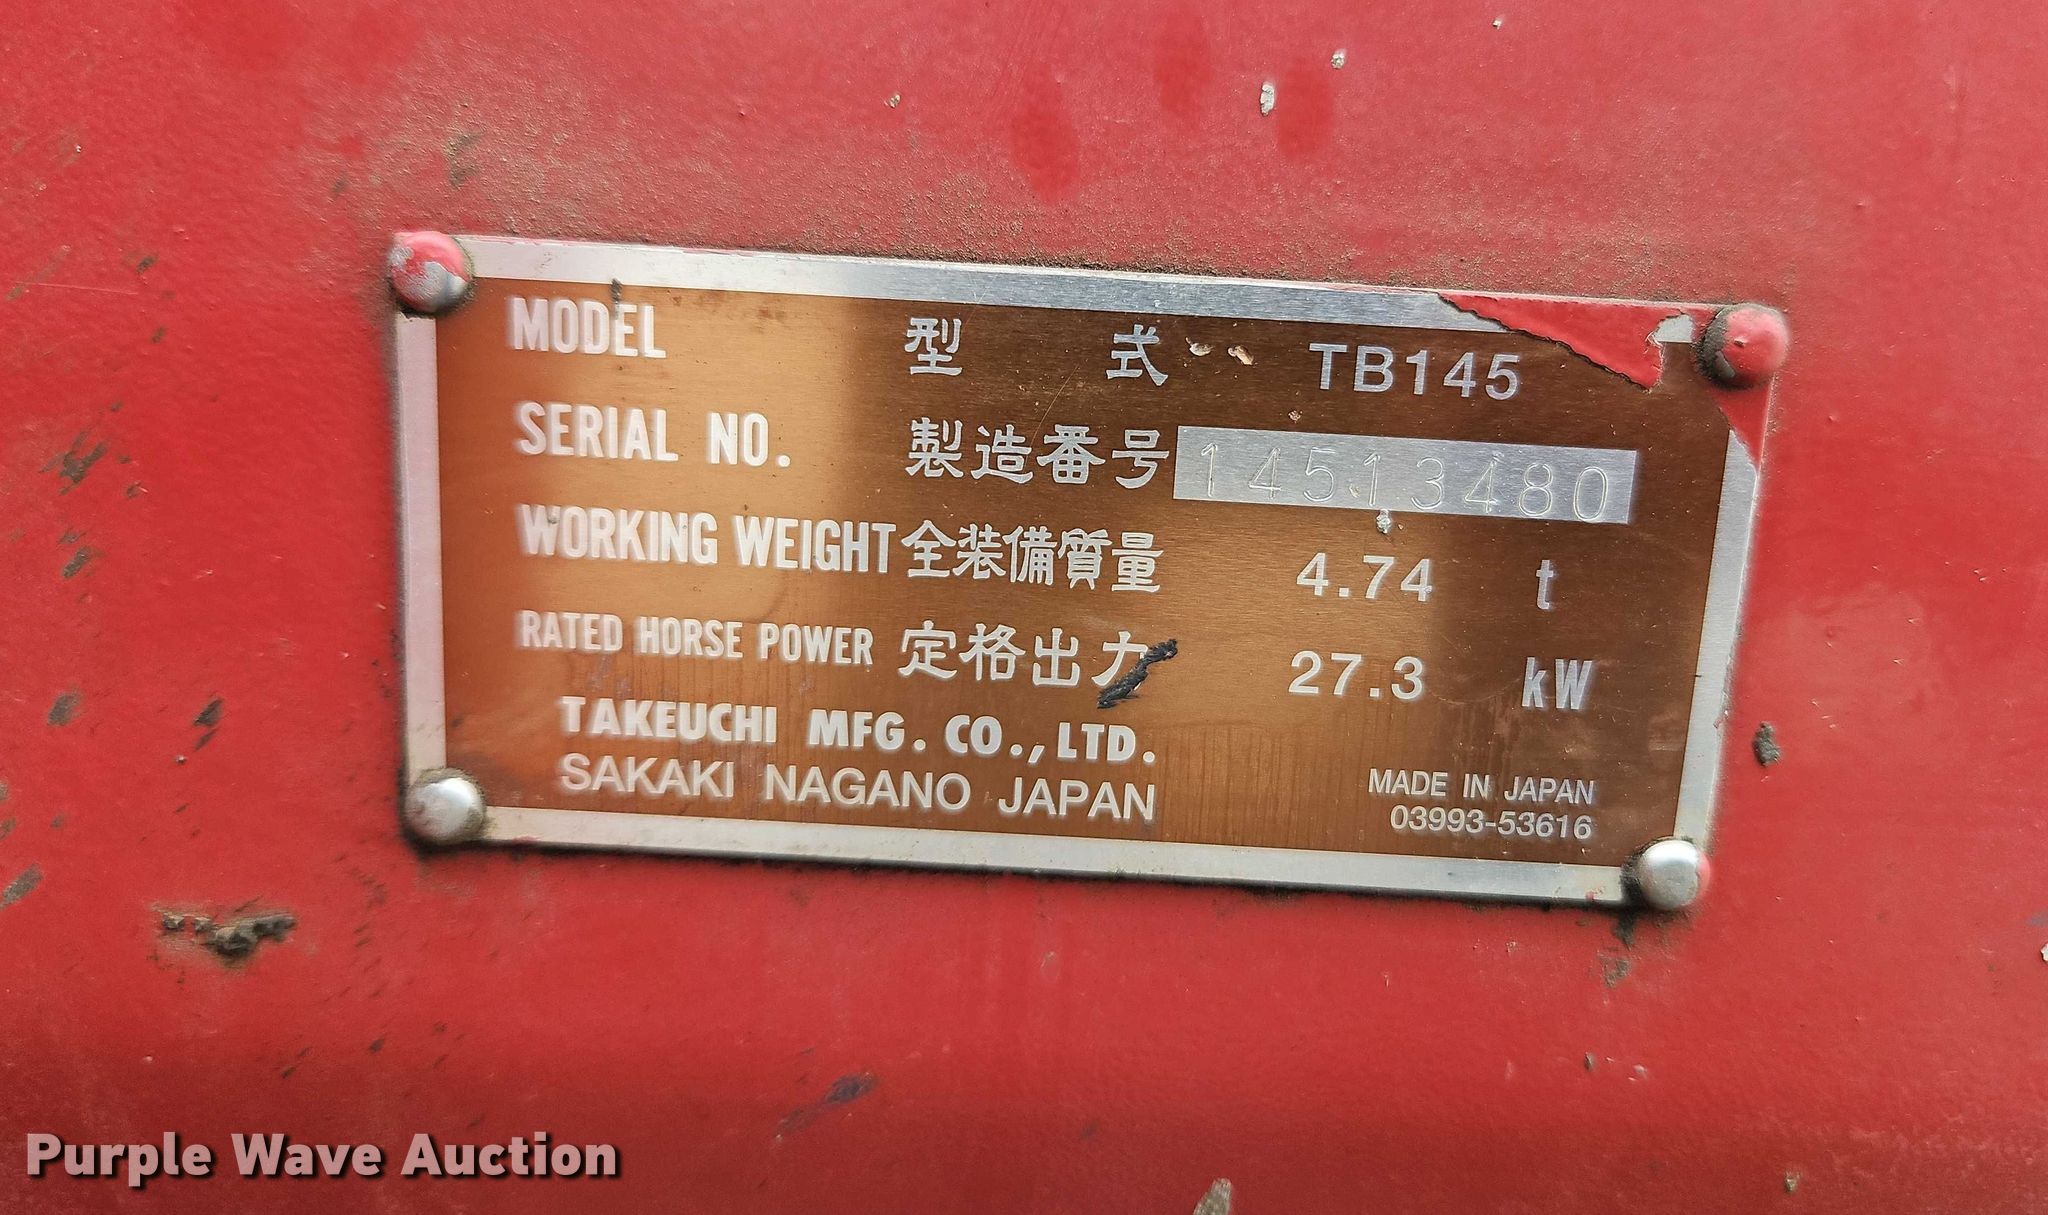 MODEL 型 式 TB145
SERIAL NO. 製造番号 14513480
WORKING WEIGHT 全装備質量 4.74 t
RATED HORSE POWER 定格出力 27.3 kW
TAKEUCHI MFG. CO., LTD.
SAKAKI NAGANO JAPAN
MADE IN JAPAN
03993-53616
Purple Wave Auction